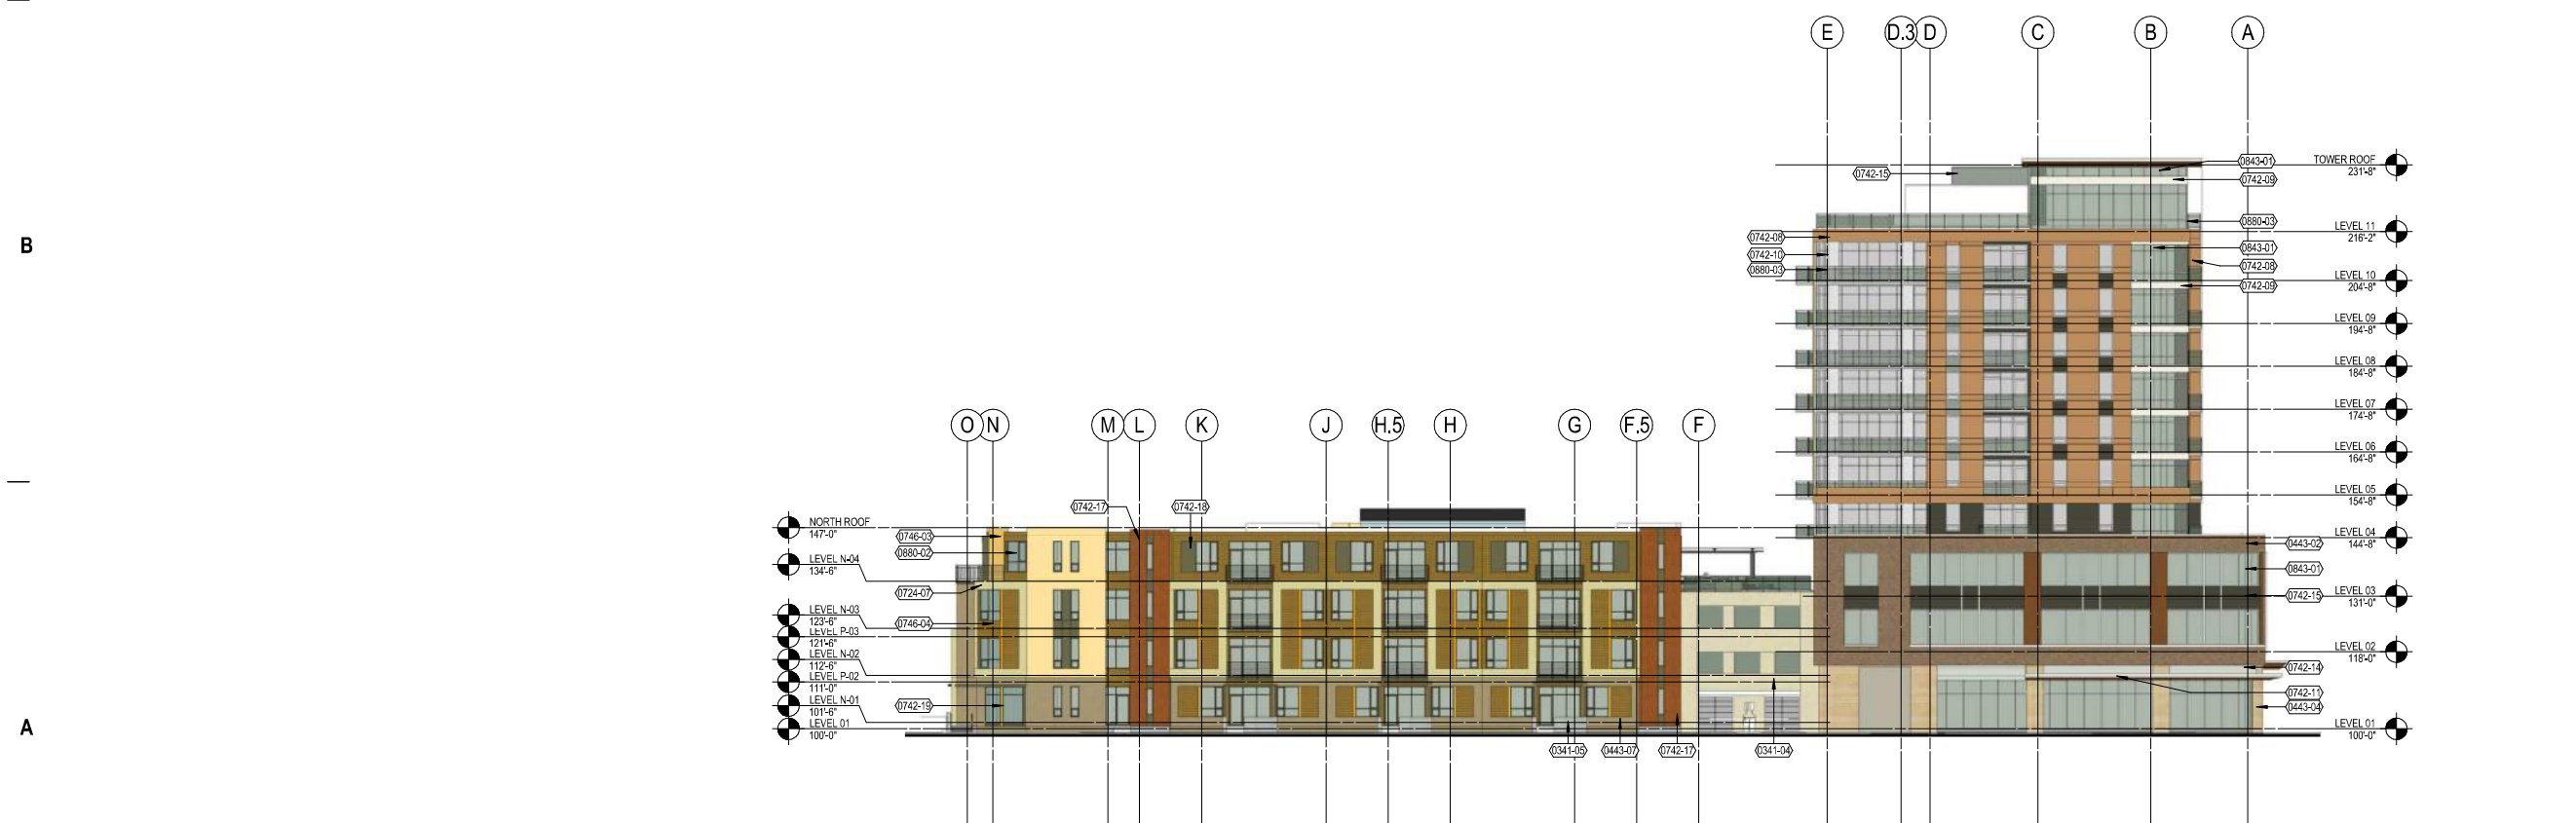 E D.3 D C B A
0843-01
TOWER ROOF
231'-8"
0742-15
0742-09
0880-03
LEVEL 11
216'-2"
0742-08
B
0843-01
0742-10
0742-08
0880-03
LEVEL 10
204'-8"
0742-09
LEVEL 09
194'-8"
LEVEL 08
184'-8"
LEVEL 07
174'-8"
O N M L K J H.5 H G F.5 F
LEVEL 06
164'-8"
LEVEL 05
154'-8"
0742-17
0742-18
NORTH ROOF
147'-0"
0746-03
LEVEL 04
144'-8"
0443-02
0880-02
LEVEL N-04
134'-6"
0843-01
0724-07
LEVEL 03
131'-0"
0742-15
LEVEL N-03
123'-6"
0746-04
LEVEL P-03
121'-6"
LEVEL N-02
112'-6"
LEVEL 02
118'-0"
0742-14
LEVEL P-02
111'-0"
0742-11
LEVEL N-01
101'-6"
0742-19
0443-04
A
LEVEL 01
100'-0"
LEVEL 01
100'-0"
0341-05
0443-07
0742-17
0341-04